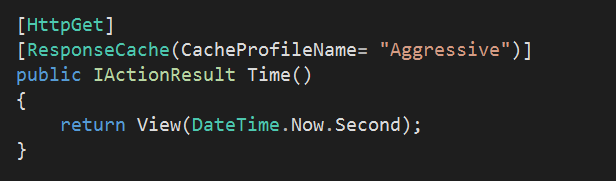 [HttpGet]
[ResponseCache(CacheProfileName= "Aggressive")]
public IActionResult Time()
{
    return View(DateTime.Now.Second);
}